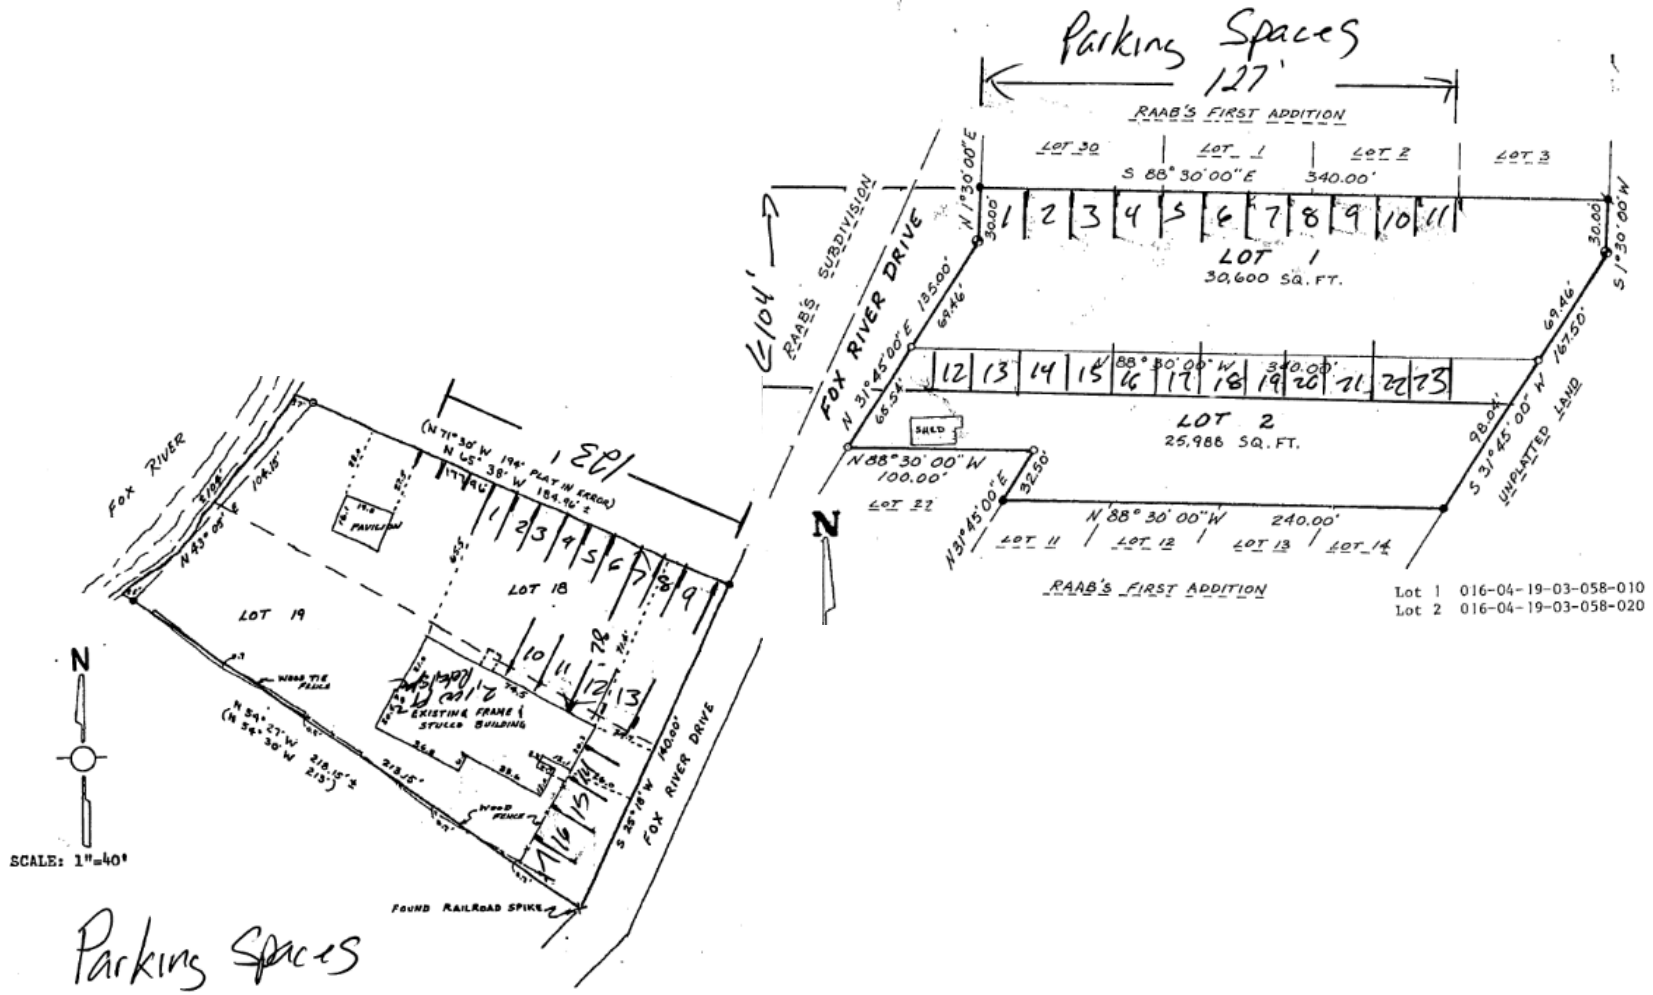 Parking Spaces
127'
RAAB'S FIRST ADDITION
LOT 30
LOT 1
LOT 2
LOT 3
S 88° 30' 00" E 340.00'
N 1° 30' 00" E
30.00'
1 2 3 4 5 6 7 8 9 10 11
30.00'
S 1° 30' 00" W
LOT 1
30,600 SQ. FT.
104'
RAAB'S SUBDIVISION
FOX RIVER DRIVE
N 31° 45' 00" E 135.00'
69.46'
65.54'
69.46'
167.50'
N 88° 30' 00" W 340.00'
12 13 14 15 16 17 18 19 20 21 22 23
LOT 2
25,988 SQ. FT.
SHED
98.04'
S 31° 45' 00" W
UNPLATTED LAND
N 88° 30' 00" W
100.00'
N 31° 45' 00" E
32.50'
LOT 27
N 88° 30' 00" W 240.00'
LOT 11
LOT 12
LOT 13
LOT 14
RAAB'S FIRST ADDITION
N
Lot 1 016-04-19-03-058-010
Lot 2 016-04-19-03-058-020
FOX RIVER
104.15'
N 43° 05'
123'
(N 71° 30' W 194' PLAT IN ERROR)
N 65° 38' W 184.96' ±
PAVILION
65.5
1 2 3 4 5 6 7 8 9
LOT 18
LOT 19
78
10 11 12 13
74.5
EXISTING FRAME &
STUCCO BUILDING
WOOD TIE
FENCE
N 54° 27' W 218.15' ±
(N 54° 30' W 213')
213.15'
WOOD
FENCE
14 15 16 17
S 25° 18' W 140.00'
FOX RIVER DRIVE
FOUND RAILROAD SPIKE
N
SCALE: 1"=40'
Parking Spaces